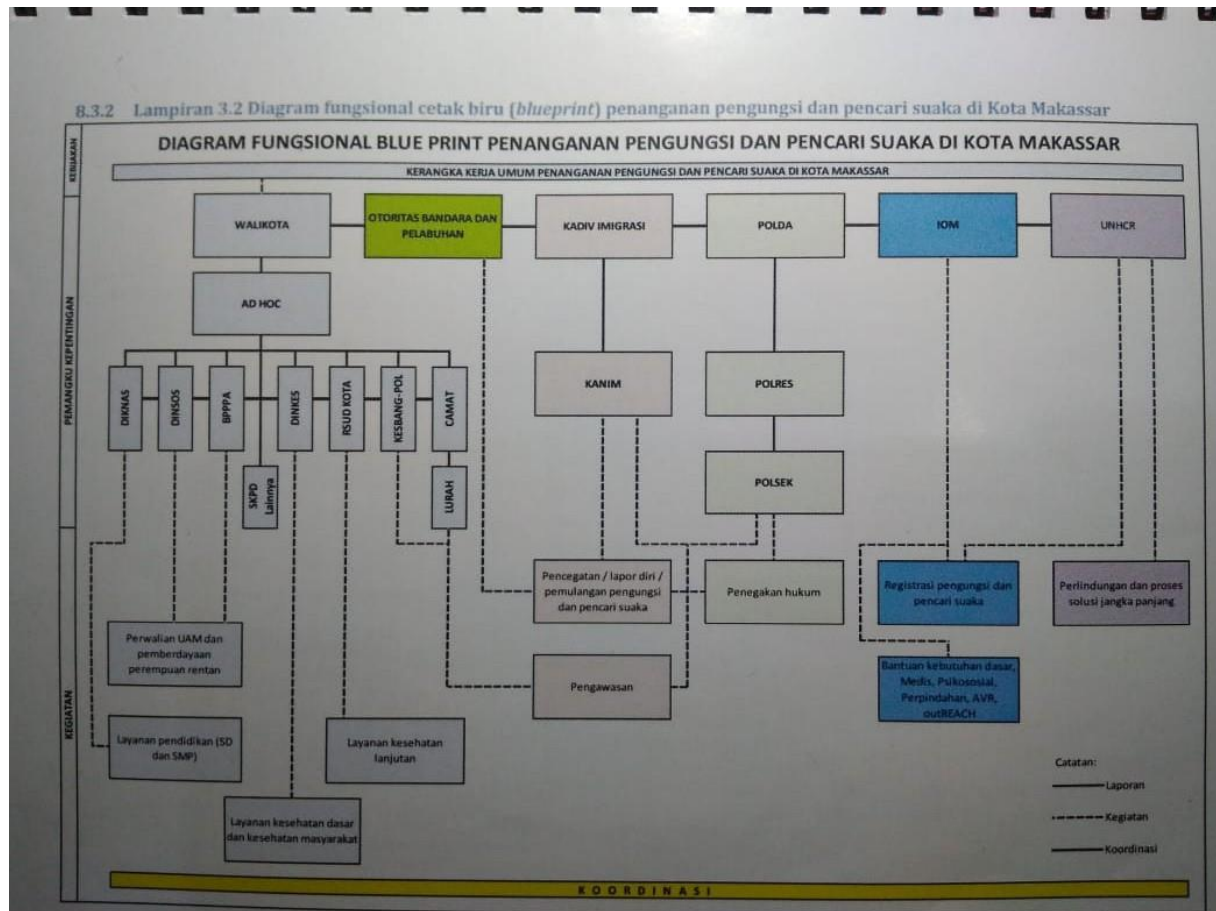 8.3.2 Lampiran 3.2 Diagram fungsional cetak biru (blueprint) penanganan pengungsi dan pencari suaka di Kota Makassar
DIAGRAM FUNGSIONAL BLUE PRINT PENANGANAN PENGUNGSI DAN PENCARI SUAKA DI KOTA MAKASSAR
KEBIJAKAN
KERANGKA KERJA UMUM PENANGANAN PENGUNGSI DAN PENCARI SUAKA DI KOTA MAKASSAR
PEMANGKU KEPENTINGAN
WALIKOTA
OTORITAS BANDARA DAN
PELABUHAN
KADIV IMIGRASI
POLDA
IOM
UNHCR
AD HOC
DIKNAS
DINSOS
BPPPA
DINKES
RSUD KOTA
KESBANG-POL
CAMAT
KANIM
POLRES
SKPD
Lainnya
LURAH
POLSEK
KEGIATAN
Pencegatan / lapor diri /
pemulangan pengungsi
dan pencari suaka
Penegakan hukum
Registrasi pengungsi dan
pencari suaka
Perlindungan dan proses
solusi jangka panjang
Perwalian UAM dan
pemberdayaan
perempuan rentan
Pengawasan
Bantuan kebutuhan dasar,
Medis, Psikososial,
Perpindahan, AVR,
outREACH
Layanan pendidikan (SD
dan SMP)
Layanan kesehatan
lanjutan
Layanan kesehatan dasar
dan kesehatan masyarakat
Catatan:
Laporan
Kegiatan
Koordinasi
KOORDINASI